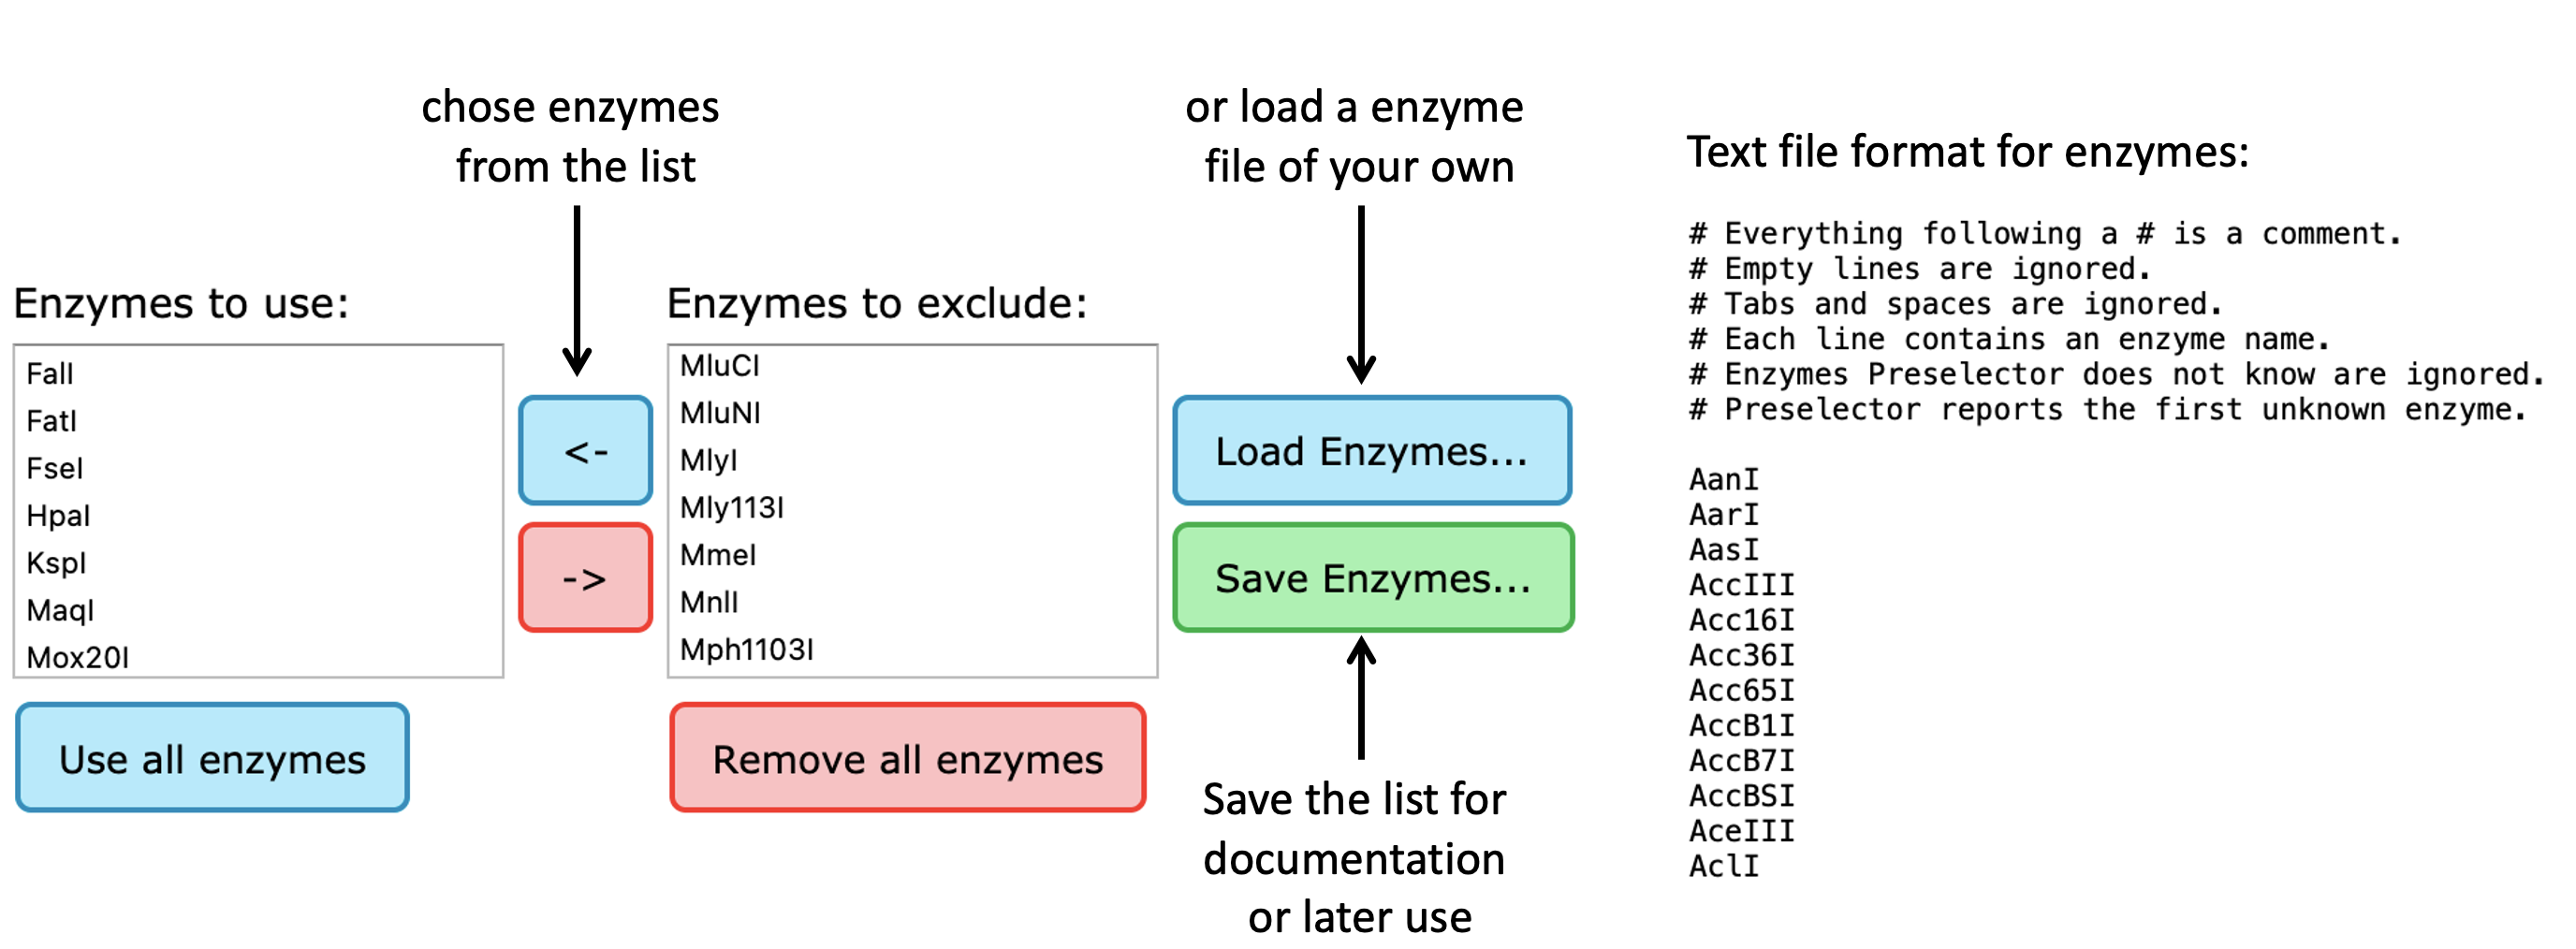 chose enzymes
from the list
or load a enzyme
file of your own
Enzymes to use:
FalI
FatI
FseI
HpaI
KspI
MaqI
Mox20I
Use all enzymes
<-
->
Enzymes to exclude:
MluCI
MluNI
MlyI
Mly113I
MmeI
MnlI
Mph1103I
Remove all enzymes
Load Enzymes...
Save Enzymes...
Save the list for
documentation
or later use
Text file format for enzymes:
# Everything following a # is a comment.
# Empty lines are ignored.
# Tabs and spaces are ignored.
# Each line contains an enzyme name.
# Enzymes Preselector does not know are ignored.
# Preselector reports the first unknown enzyme.
AanI
AarI
AasI
AccIII
Acc16I
Acc36I
Acc65I
AccB1I
AccB7I
AccBSI
AceIII
AclI